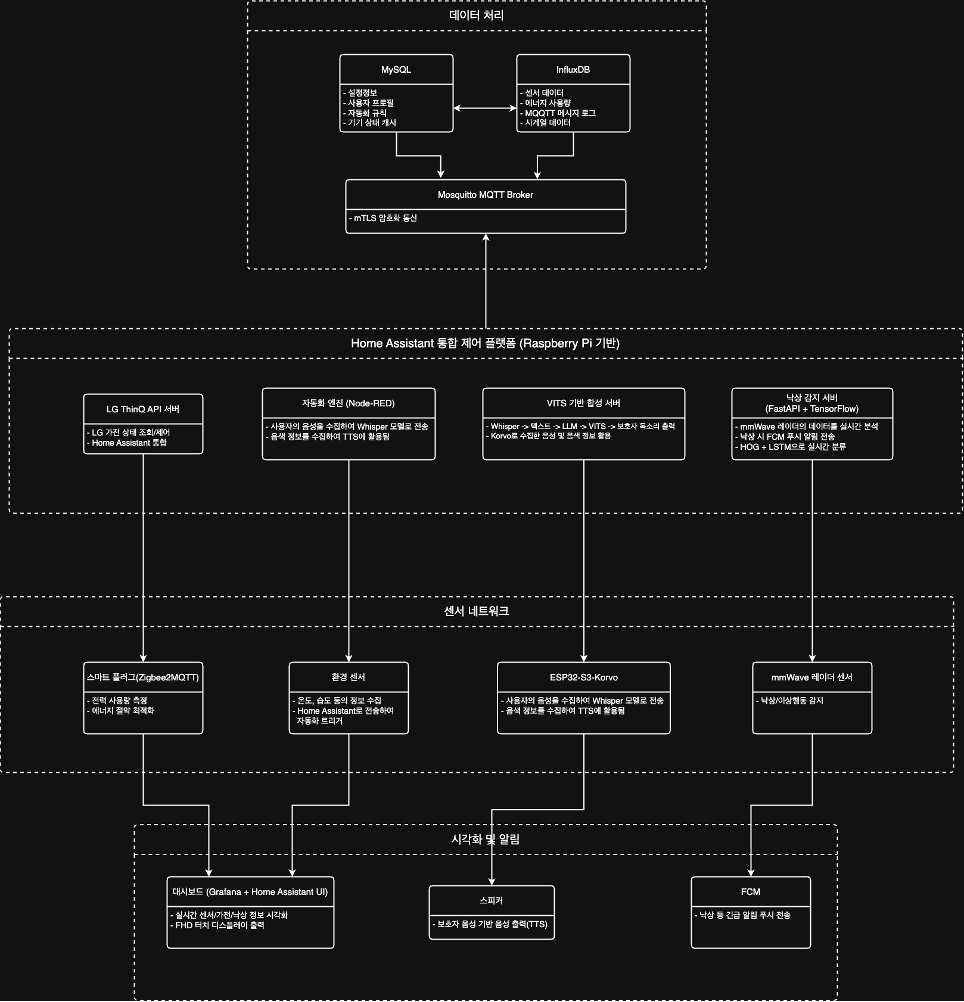 데이터 처리
MySQL
- 설정정보
- 사용자 프로필
- 자동화 규칙
- 기기 상태 캐시
InfluxDB
- 센서 데이터
- 에너지 사용량
- MQQTT 메시지 로그
- 시계열 데이터
Mosquitto MQTT Broker
- mTLS 암호화 통신
Home Assistant 통합 제어 플랫폼 (Raspberry Pi 기반)
LG ThinQ API 서버
- LG 가전 상태 조회/제어
- Home Assistant 통합
자동화 엔진 (Node-RED)
- 사용자의 음성을 수집하여 Whisper 모델로 전송
- 음색 정보를 수집하여 TTS에 활용됨
VITS 기반 합성 서버
- Whisper -> 텍스트 -> LLM -> VITS -> 보호자 목소리 출력
- Korvo로 수집한 음성 및 음색 정보 활용
낙상 감지 서버
(FastAPI + TensorFlow)
- mmWave 레이더의 데이터를 실시간 분석
- 낙상 시 FCM 푸시 알림 전송
- HOG + LSTM으로 실시간 분류
센서 네트워크
스마트 플러그(Zigbee2MQTT)
- 전력 사용량 측정
- 에너지 절약 최적화
환경 센서
- 온도, 습도 등의 정보 수집
- Home Assistant로 전송하여
자동화 트리거
ESP32-S3-Korvo
- 사용자의 음성을 수집하여 Whisper 모델로 전송
- 음색 정보를 수집하여 TTS에 활용됨
mmWave 레이더 센서
- 낙상/이상행동 감지
시각화 및 알림
대시보드 (Grafana + Home Assistant UI)
- 실시간 센서/가전/낙상 정보 시각화
- FHD 터치 디스플레이 출력
스피커
- 보호자 음성 기반 음성 출력(TTS)
FCM
- 낙상 등 긴급 알림 푸시 전송